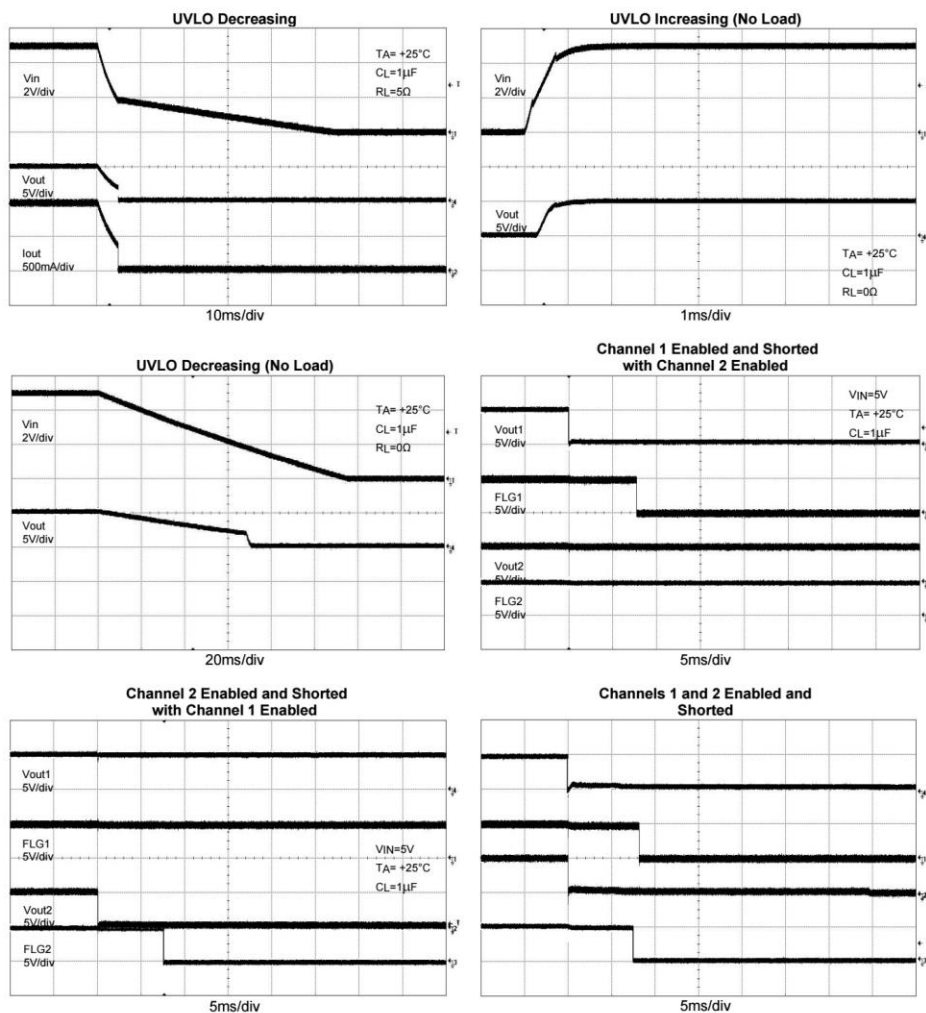 UVLO Decreasing
Vin
2V/div
TA= +25°C
CL=1µF
RL=5Ω
Vout
5V/div
Iout
500mA/div
10ms/div
UVLO Increasing (No Load)
Vin
2V/div
Vout
5V/div
TA= +25°C
CL=1µF
RL=0Ω
1ms/div
UVLO Decreasing (No Load)
Vin
2V/div
TA= +25°C
CL=1µF
RL=0Ω
Vout
5V/div
20ms/div
Channel 1 Enabled and Shorted
with Channel 2 Enabled
VIN=5V
TA= +25°C
CL=1µF
Vout1
5V/div
FLG1
5V/div
Vout2
5V/div
FLG2
5V/div
5ms/div
Channel 2 Enabled and Shorted
with Channel 1 Enabled
Vout1
5V/div
FLG1
5V/div
VIN=5V
TA= +25°C
CL=1µF
Vout2
5V/div
FLG2
5V/div
5ms/div
Channels 1 and 2 Enabled and
Shorted
5ms/div